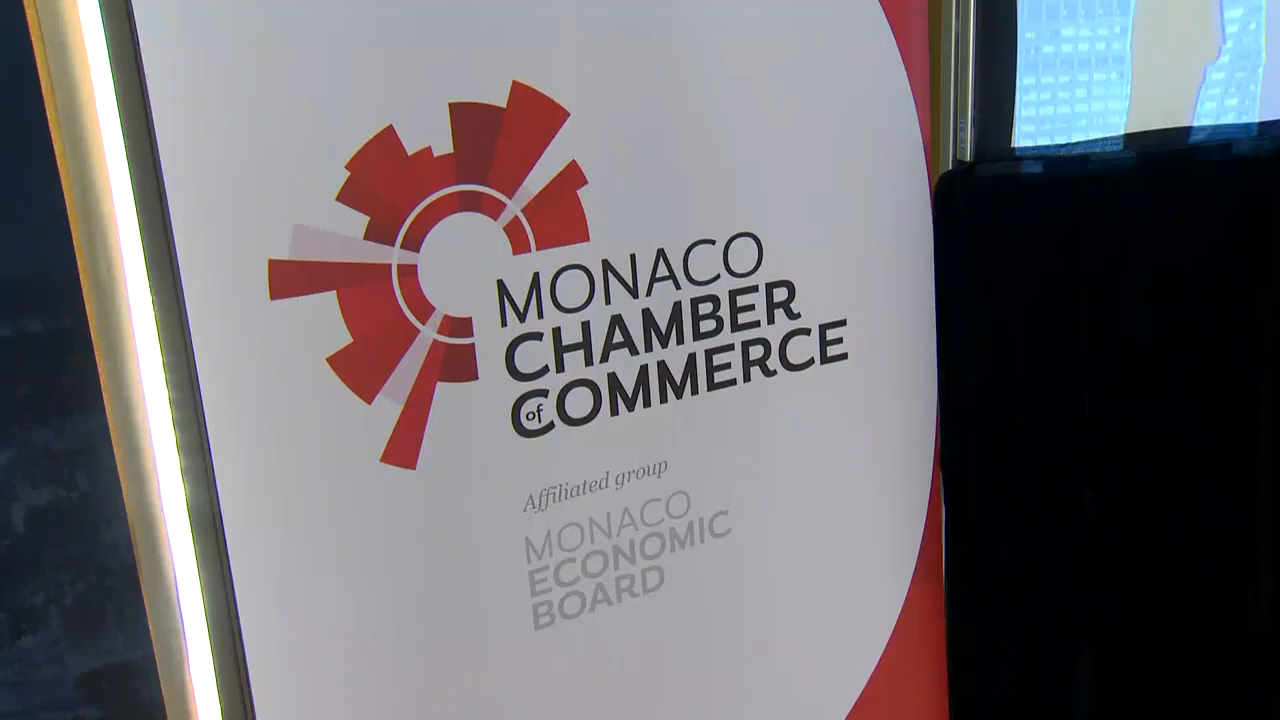 MONACO
CHAMBER
of COMMERCE
Affiliated group
MONACO
ECONOMIC
BOARD